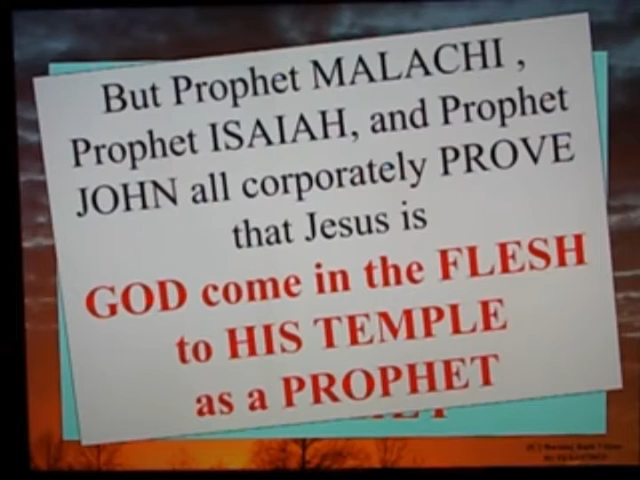 But Prophet MALACHI ,
Prophet ISAIAH, and Prophet
JOHN all corporately PROVE
that Jesus is
GOD come in the FLESH
to HIS TEMPLE
as a PROPHET